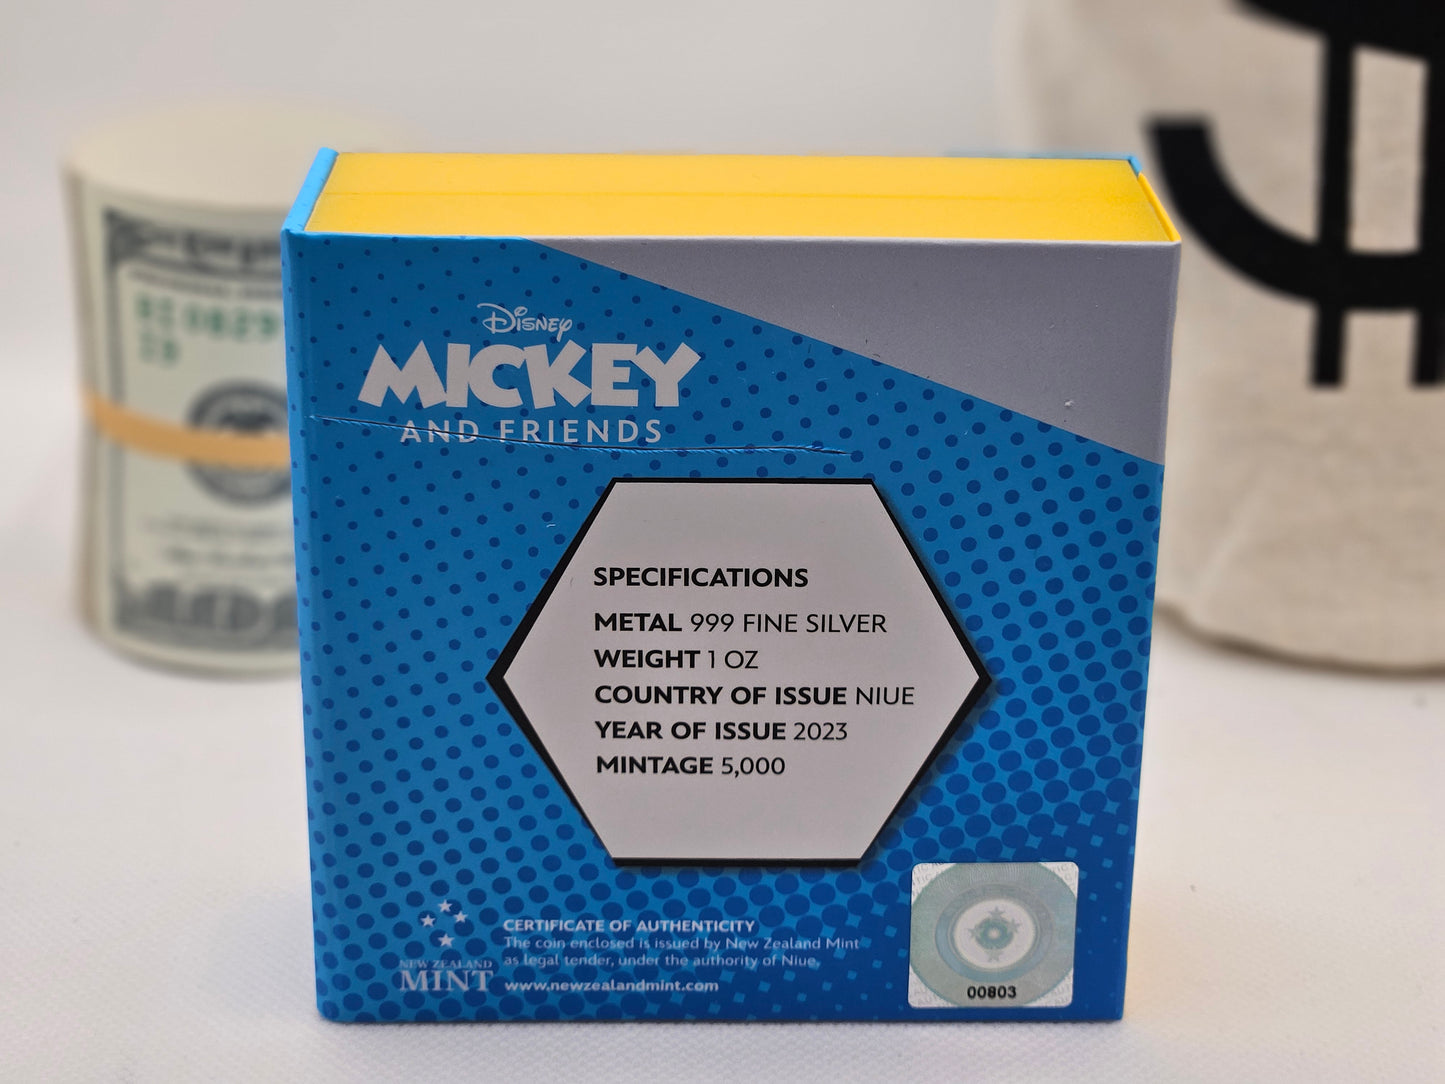 Disney
MICKEY
AND FRIENDS
SPECIFICATIONS
METAL 999 FINE SILVER
WEIGHT 1 OZ
COUNTRY OF ISSUE NIUE
YEAR OF ISSUE 2023
MINTAGE 5,000
NEW ZEALAND
MINT
CERTIFICATE OF AUTHENTICITY
The coin enclosed is issued by New Zealand Mint
as legal tender, under the authority of Niue.
www.newzealandmint.com
00803
$
100